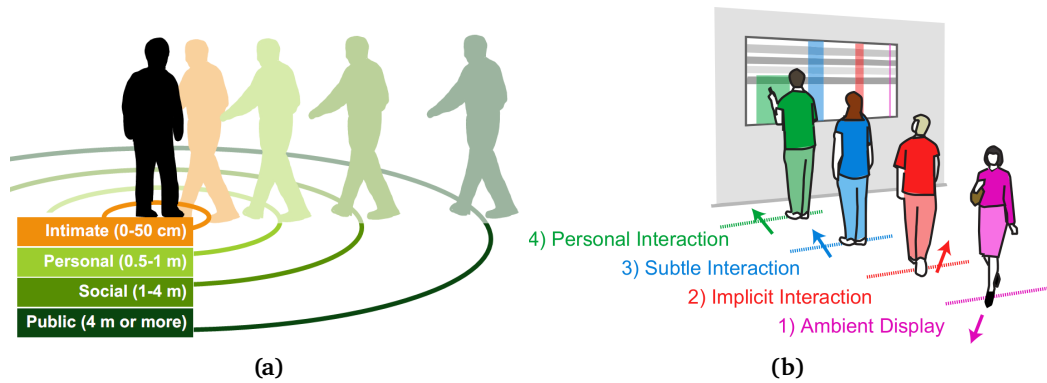 Intimate (0-50 cm)
Personal (0.5-1 m)
Social (1-4 m)
Public (4 m or more)
(a)
4) Personal Interaction
3) Subtle Interaction
2) Implicit Interaction
1) Ambient Display
(b)